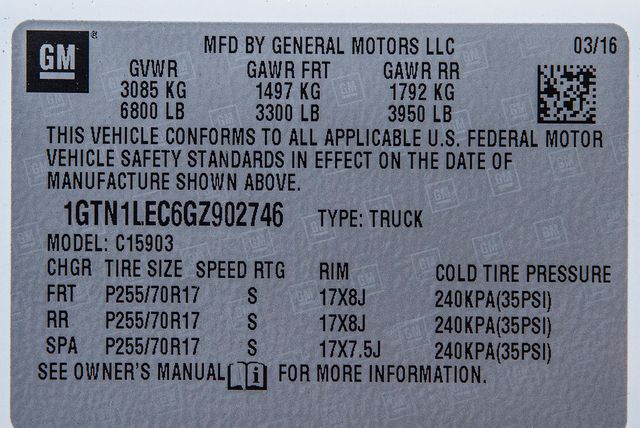 GM ® MFD BY GENERAL MOTORS LLC 03/16
GVWR GAWR FRT GAWR RR
3085 KG 1497 KG 1792 KG
6800 LB 3300 LB 3950 LB
THIS VEHICLE CONFORMS TO ALL APPLICABLE U.S. FEDERAL MOTOR
VEHICLE SAFETY STANDARDS IN EFFECT ON THE DATE OF
MANUFACTURE SHOWN ABOVE.
1GTN1LEC6GZ902746 TYPE: TRUCK
MODEL: C15903
CHGR TIRE SIZE SPEED RTG RIM COLD TIRE PRESSURE
FRT P255/70R17 S 17X8J 240KPA(35PSI)
RR P255/70R17 S 17X8J 240KPA(35PSI)
SPA P255/70R17 S 17X7.5J 240KPA(35PSI)
SEE OWNER'S MANUAL i FOR MORE INFORMATION.